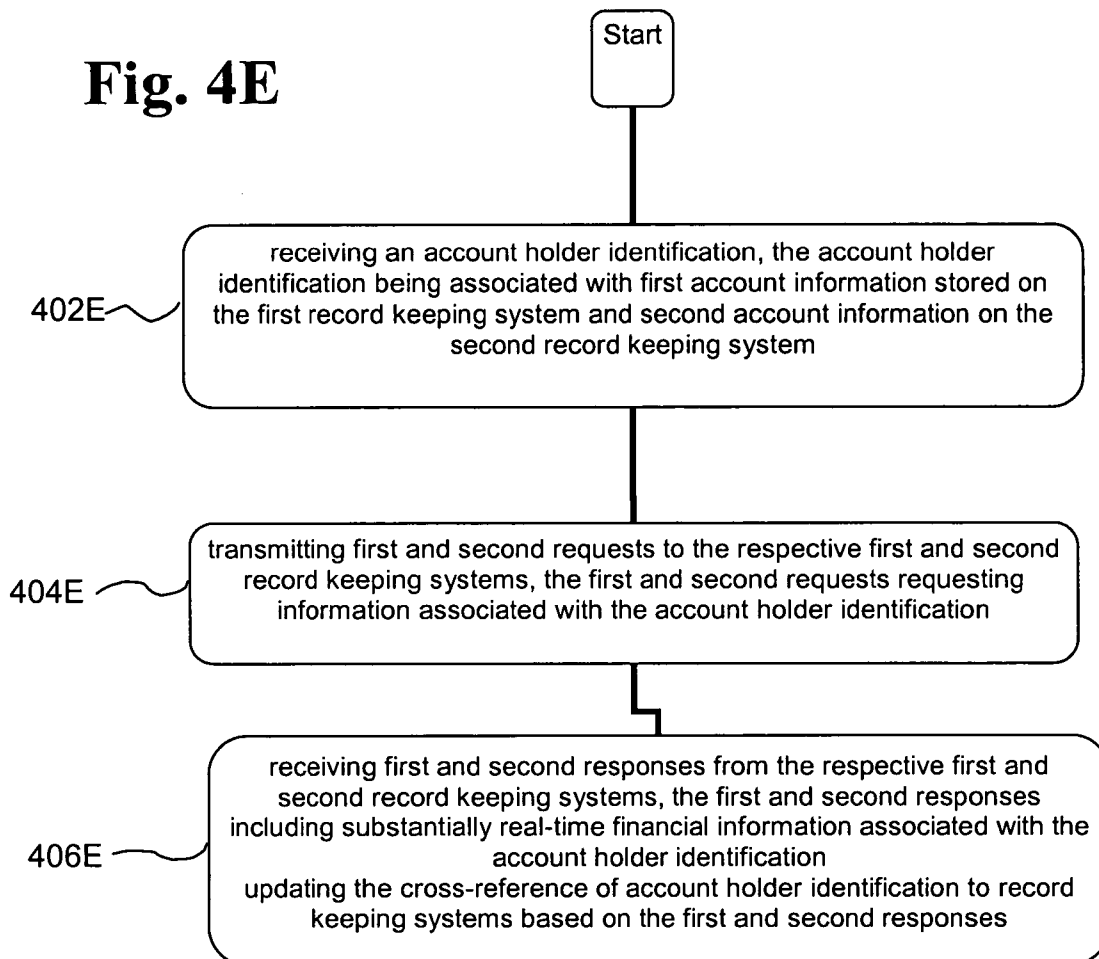 Start
Fig. 4E
receiving an account holder identification, the account holder
identification being associated with first account information stored on
the first record keeping system and second account information on the
second record keeping system
402E
transmitting first and second requests to the respective first and second
record keeping systems, the first and second requests requesting
information associated with the account holder identification
404E
receiving first and second responses from the respective first and
second record keeping systems, the first and second responses
including substantially real-time financial information associated with the
account holder identification
updating the cross-reference of account holder identification to record
keeping systems based on the first and second responses
406E